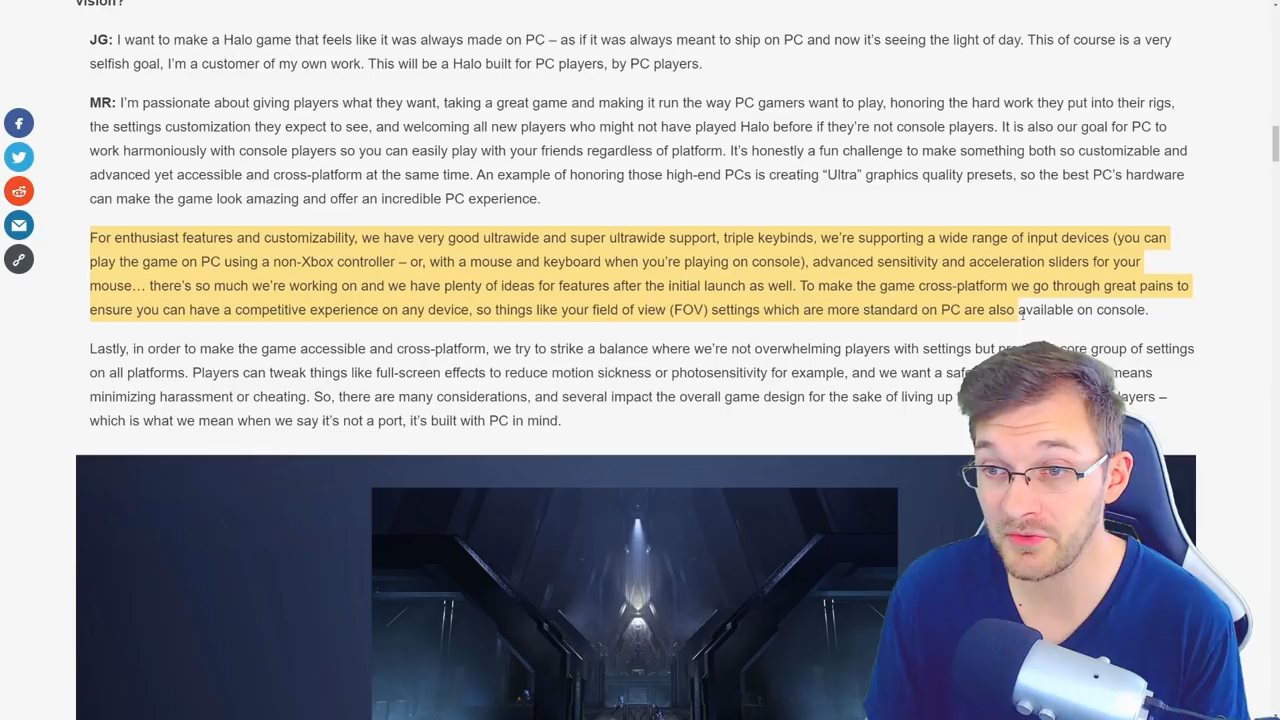 vision?
JG: I want to make a Halo game that feels like it was always made on PC – as if it was always meant to ship on PC and now it's seeing the light of day. This of course is a very
selfish goal, I'm a customer of my own work. This will be a Halo built for PC players, by PC players.
MR: I'm passionate about giving players what they want, taking a great game and making it run the way PC gamers want to play, honoring the hard work they put into their rigs,
the settings customization they expect to see, and welcoming all new players who might not have played Halo before if they're not console players. It is also our goal for PC to
work harmoniously with console players so you can easily play with your friends regardless of platform. It's honestly a fun challenge to make something both so customizable and
advanced yet accessible and cross-platform at the same time. An example of honoring those high-end PCs is creating “Ultra” graphics quality presets, so the best PC's hardware
can make the game look amazing and offer an incredible PC experience.
For enthusiast features and customizability, we have very good ultrawide and super ultrawide support, triple keybinds, we're supporting a wide range of input devices (you can
play the game on PC using a non-Xbox controller – or, with a mouse and keyboard when you're playing on console), advanced sensitivity and acceleration sliders for your
mouse… there's so much we're working on and we have plenty of ideas for features after the initial launch as well. To make the game cross-platform we go through great pains to
ensure you can have a competitive experience on any device, so things like your field of view (FOV) settings which are more standard on PC are also available on console.
Lastly, in order to make the game accessible and cross-platform, we try to strike a balance where we're not overwhelming players with settings but core group of settings
on all platforms. Players can tweak things like full-screen effects to reduce motion sickness or photosensitivity for example, and we want a means
minimizing harassment or cheating. So, there are many considerations, and several impact the overall game design for the sake of living up –
which is what we mean when we say it's not a port, it's built with PC in mind.